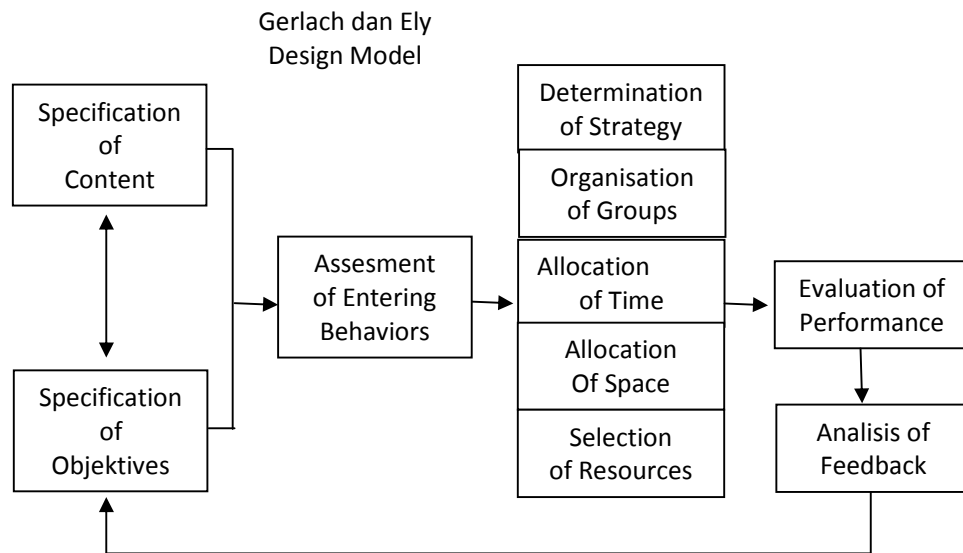 Gerlach dan Ely
Design Model
Specification
of
Content
Specification
of
Objektives
Assesment
of Entering
Behaviors
Determination
of Strategy
Organisation
of Groups
Allocation
of Time
Allocation
Of Space
Selection
of Resources
Evaluation of
Performance
Analisis of
Feedback